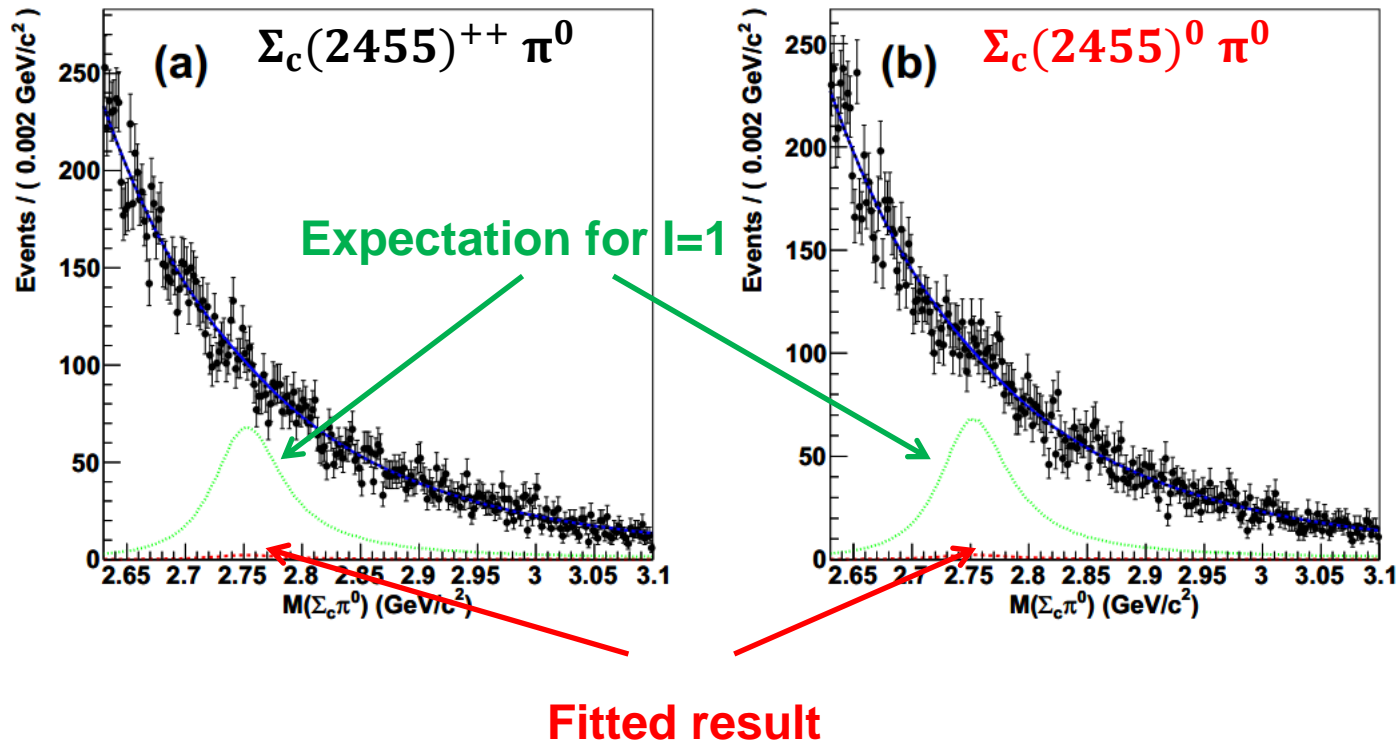 (a) Σc(2455)⁺⁺ π⁰
Events / ( 0.002 GeV/c² )
250
200
150
100
50
0
2.65 2.7 2.75 2.8 2.85 2.9 2.95 3 3.05 3.1
M(Σcπ⁰) (GeV/c²)
(b) Σc(2455)⁰ π⁰
Events / ( 0.002 GeV/c² )
250
200
150
100
50
0
2.65 2.7 2.75 2.8 2.85 2.9 2.95 3 3.05 3.1
M(Σcπ⁰) (GeV/c²)
Expectation for I=1
Fitted result